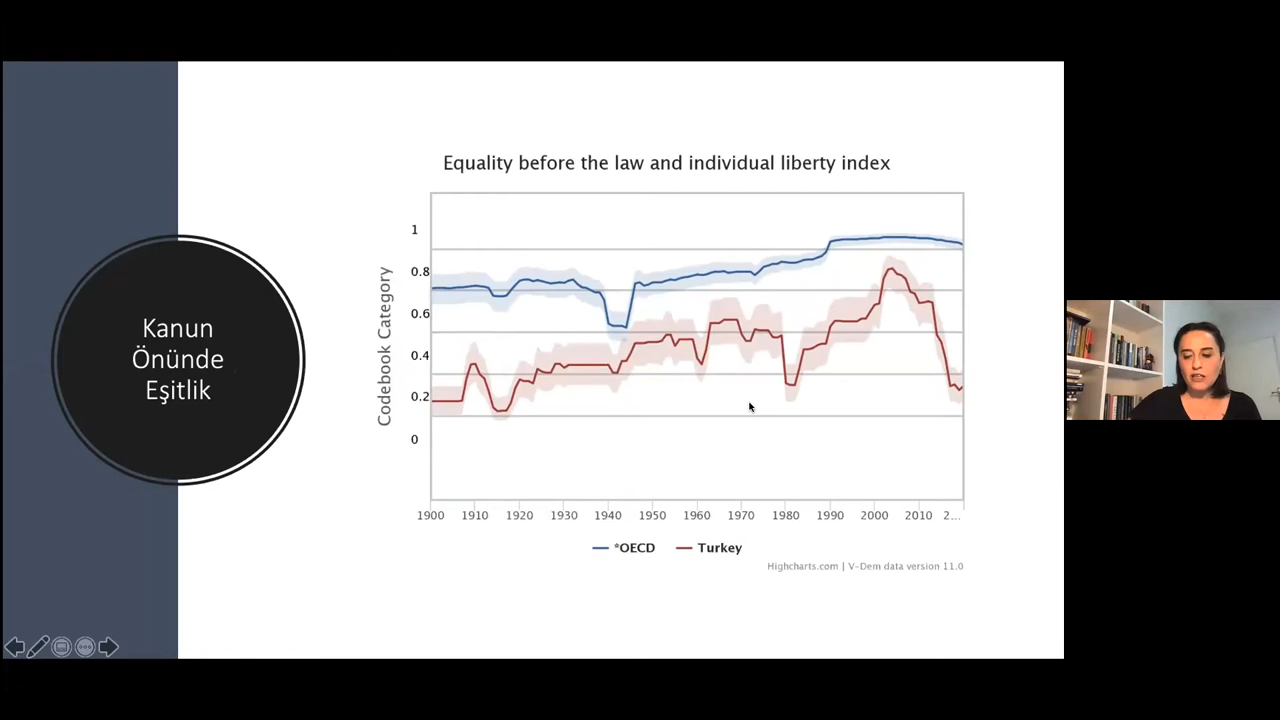 Kanun
Önünde
Eşitlik
Equality before the law and individual liberty index
Codebook Category
1
0.8
0.6
0.4
0.2
0
1900 1910 1920 1930 1940 1950 1960 1970 1980 1990 2000 2010 2...
*OECD Turkey
Highcharts.com | V-Dem data version 11.0